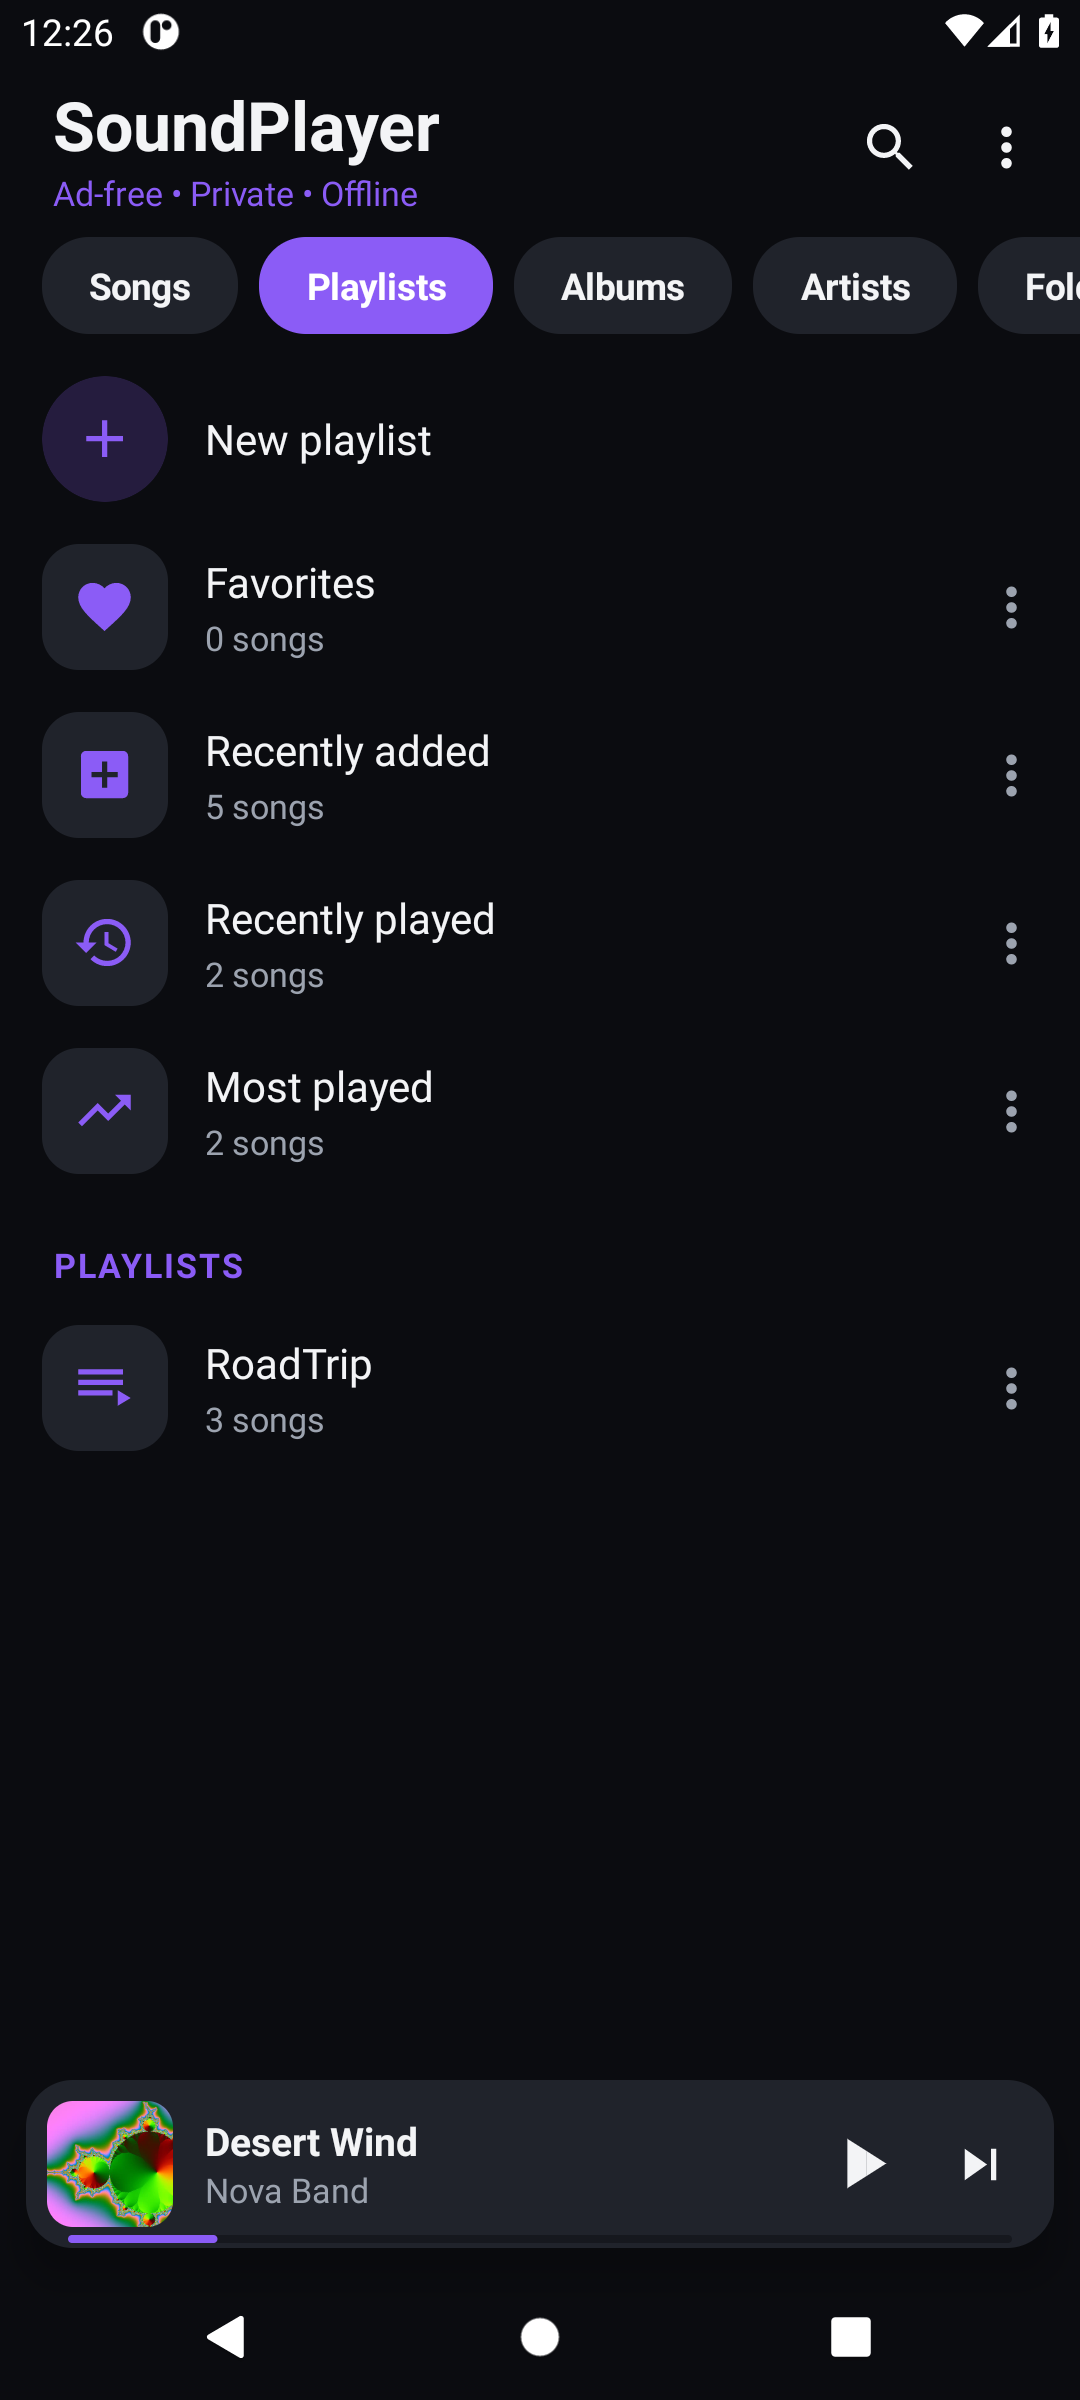 12:26
SoundPlayer
Ad-free • Private • Offline
Songs
Playlists
Albums
Artists
New playlist
Favorites
0 songs
Recently added
5 songs
Recently played
2 songs
Most played
2 songs
PLAYLISTS
RoadTrip
3 songs
Desert Wind
Nova Band